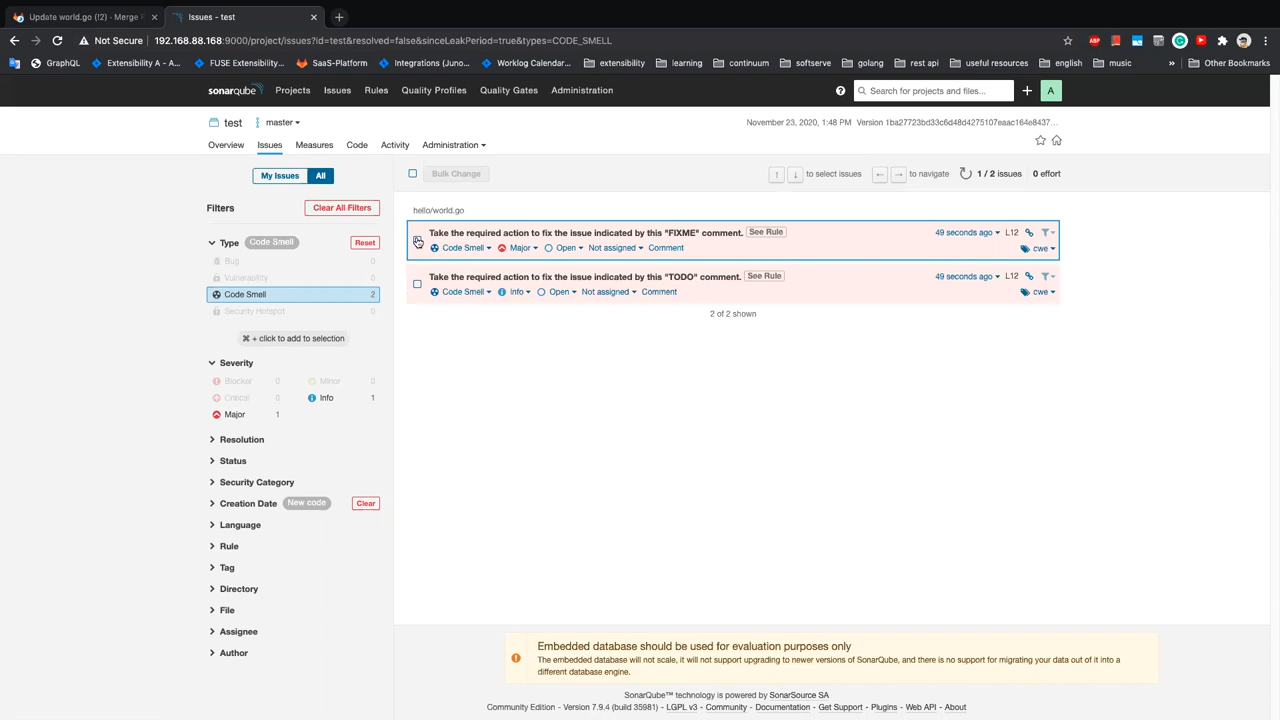 Update world.go (!2) - Merge R
Issues - test
Not Secure
192.168.88.168:9000/project/issues?id=test&resolved=false&sinceLeakPeriod=true&types=CODE_SMELL
GraphQL
Extensibility A - A...
FUSE Extensibility...
SaaS-Platform
Integrations (Juno...
Worklog Calendar...
extensibility
learning
continuum
softserve
golang
rest api
useful resources
english
music
»
Other Bookmarks
sonarqube
Projects
Issues
Rules
Quality Profiles
Quality Gates
Administration
Search for projects and files...
A
test
master
November 23, 2020, 1:48 PM Version 1ba27723bd33c6d48d4275107eaac164e8437...
Overview
Issues
Measures
Code
Activity
Administration
My Issues
All
Bulk Change
to select issues
to navigate
1 / 2 issues
0 effort
Filters
Clear All Filters
Type
Code Smell
Reset
Bug 0
Vulnerability 0
Code Smell 2
Security Hotspot 0
⌘ + click to add to selection
Severity
Blocker 0
Minor 0
Critical 0
Info 1
Major 1
Resolution
Status
Security Category
Creation Date
New code
Clear
Language
Rule
Tag
Directory
File
Assignee
Author
hello/world.go
Take the required action to fix the issue indicated by this "FIXME" comment. See Rule
49 seconds ago L12
Code Smell Major Open Not assigned Comment
cwe
Take the required action to fix the issue indicated by this "TODO" comment. See Rule
49 seconds ago L12
Code Smell Info Open Not assigned Comment
cwe
2 of 2 shown
Embedded database should be used for evaluation purposes only
The embedded database will not scale, it will not support upgrading to newer versions of SonarQube, and there is no support for migrating your data out of it into a
different database engine.
SonarQube™ technology is powered by SonarSource SA
Community Edition - Version 7.9.4 (build 35981) - LGPL v3 - Community - Documentation - Get Support - Plugins - Web API - About